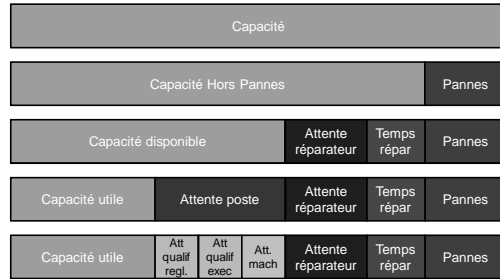 Capacité
Capacité Hors Pannes Pannes
Capacité disponible Attente réparateur Temps répar Pannes
Capacité utile Attente poste Attente réparateur Temps répar Pannes
Capacité utile Att qualif regl. Att qualif exec Att. mach Attente réparateur Temps répar Pannes